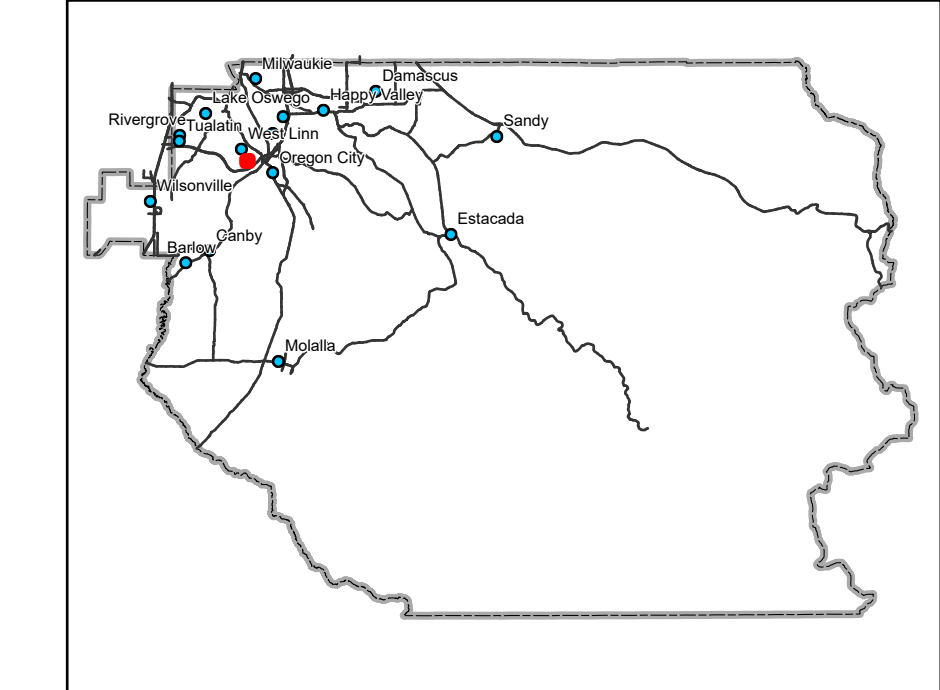 Milwaukie
Damascus
Lake Oswego
Happy Valley
Rivergrove
Tualatin
West Linn
Sandy
Oregon City
Wilsonville
Estacada
Canby
Barlow
Molalla